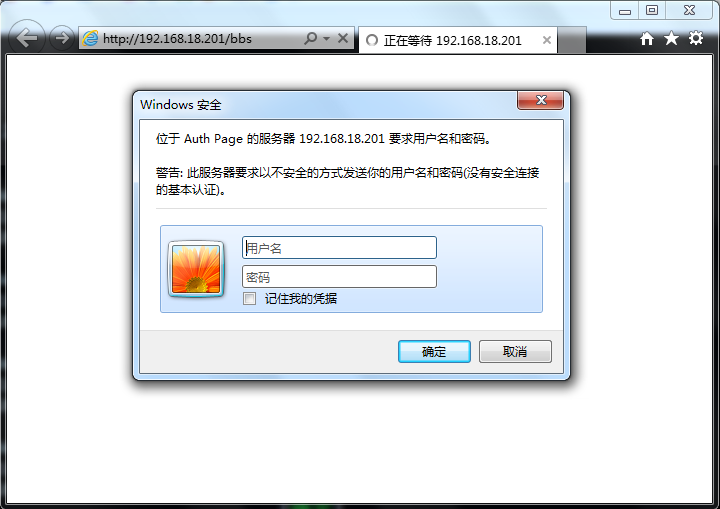 http://192.168.18.201/bbs
正在等待 192.168.18.201
Windows 安全
位于 Auth Page 的服务器 192.168.18.201 要求用户名和密码。
警告: 此服务器要求以不安全的方式发送你的用户名和密码(没有安全连接
的基本认证)。
用户名
密码
记住我的凭据
确定
取消